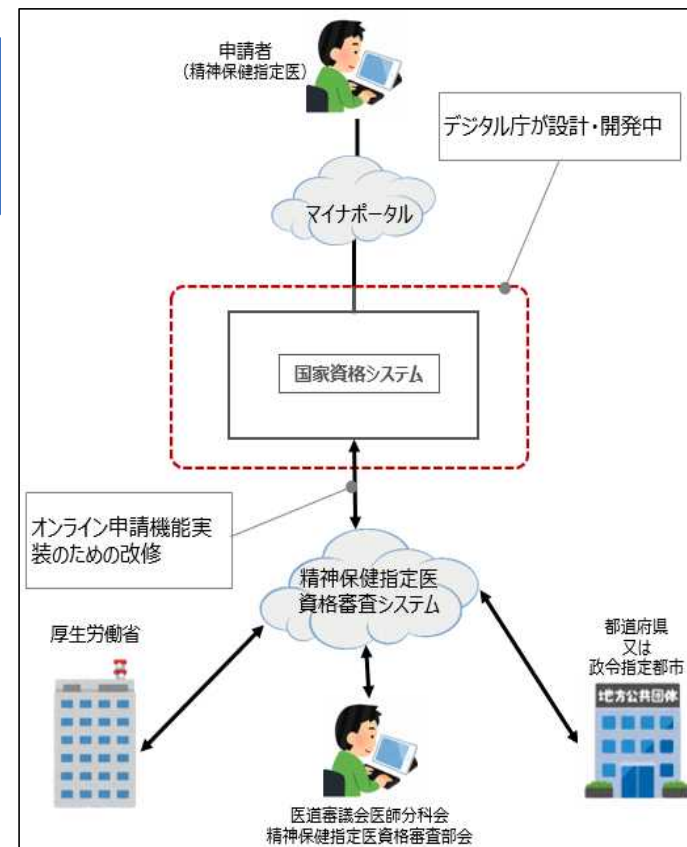 申請者
（精神保健指定医）
デジタル庁が設計・開発中
マイナポータル
国家資格システム
オンライン申請機能実
装のための改修
精神保健指定医
資格審査システム
厚生労働省
都道府県
又は
政令指定都市
地方公共団体
医道審議会医師分科会
精神保健指定医資格審査部会